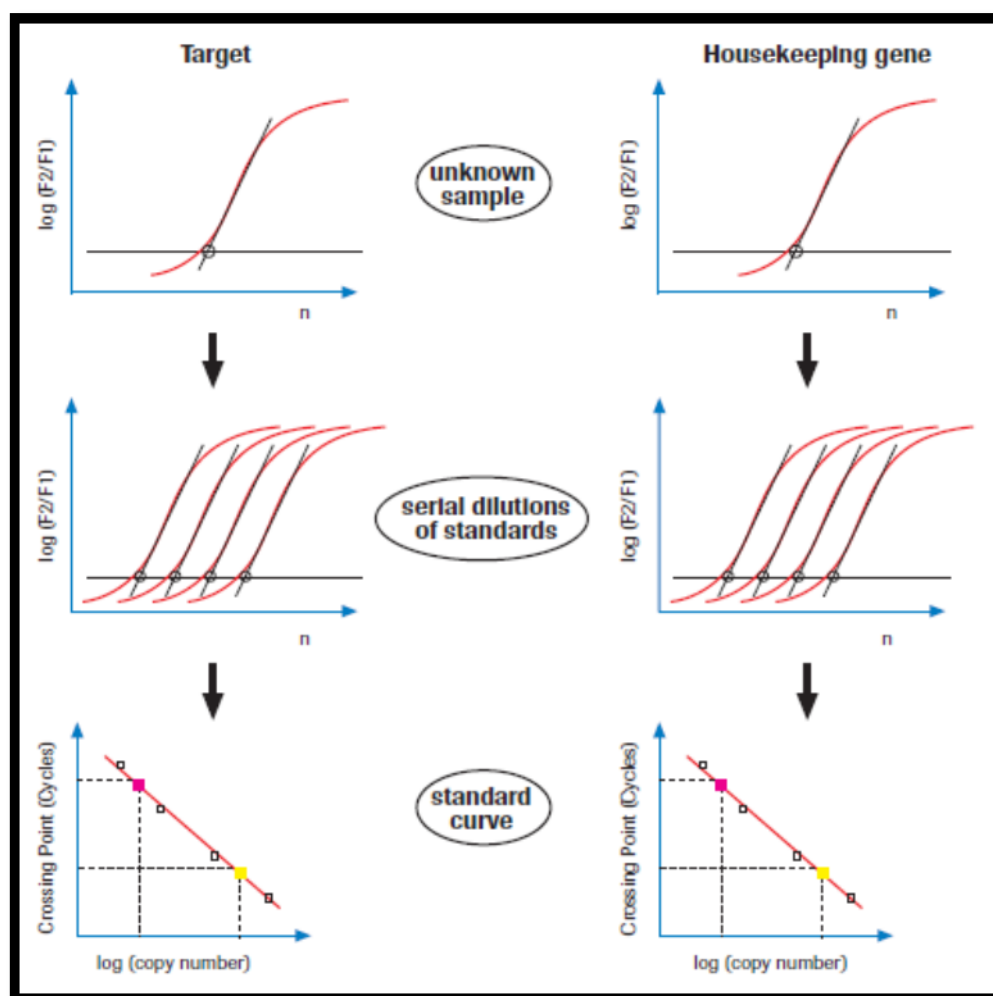 Target
Housekeeping gene
log (F2/F1)
unknown
sample
log (F2/F1)
n
n
log (F2/F1)
serial dilutions
of standards
log (F2/F1)
n
n
Crossing Point (Cycles)
standard
curve
Crossing Point (Cycles)
log (copy number)
log (copy number)